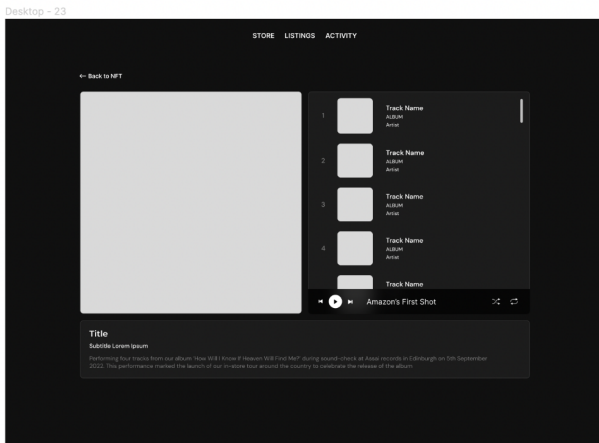 Desktop - 23
STORE LISTINGS ACTIVITY
← Back to NFT
1
Track Name
ALBUM
Artist
2
Track Name
ALBUM
Artist
3
Track Name
ALBUM
Artist
4
Track Name
ALBUM
Artist
Track Name
Amazon's First Shot
Title
Subtitle Lorem Ipsum
Performing four tracks from our album 'How Will I Know If Heaven Will Find Me?' during sound-check at Assai records in Edinburgh on 5th September
2022. This performance marked the launch of our in-store tour around the country to celebrate the release of the album